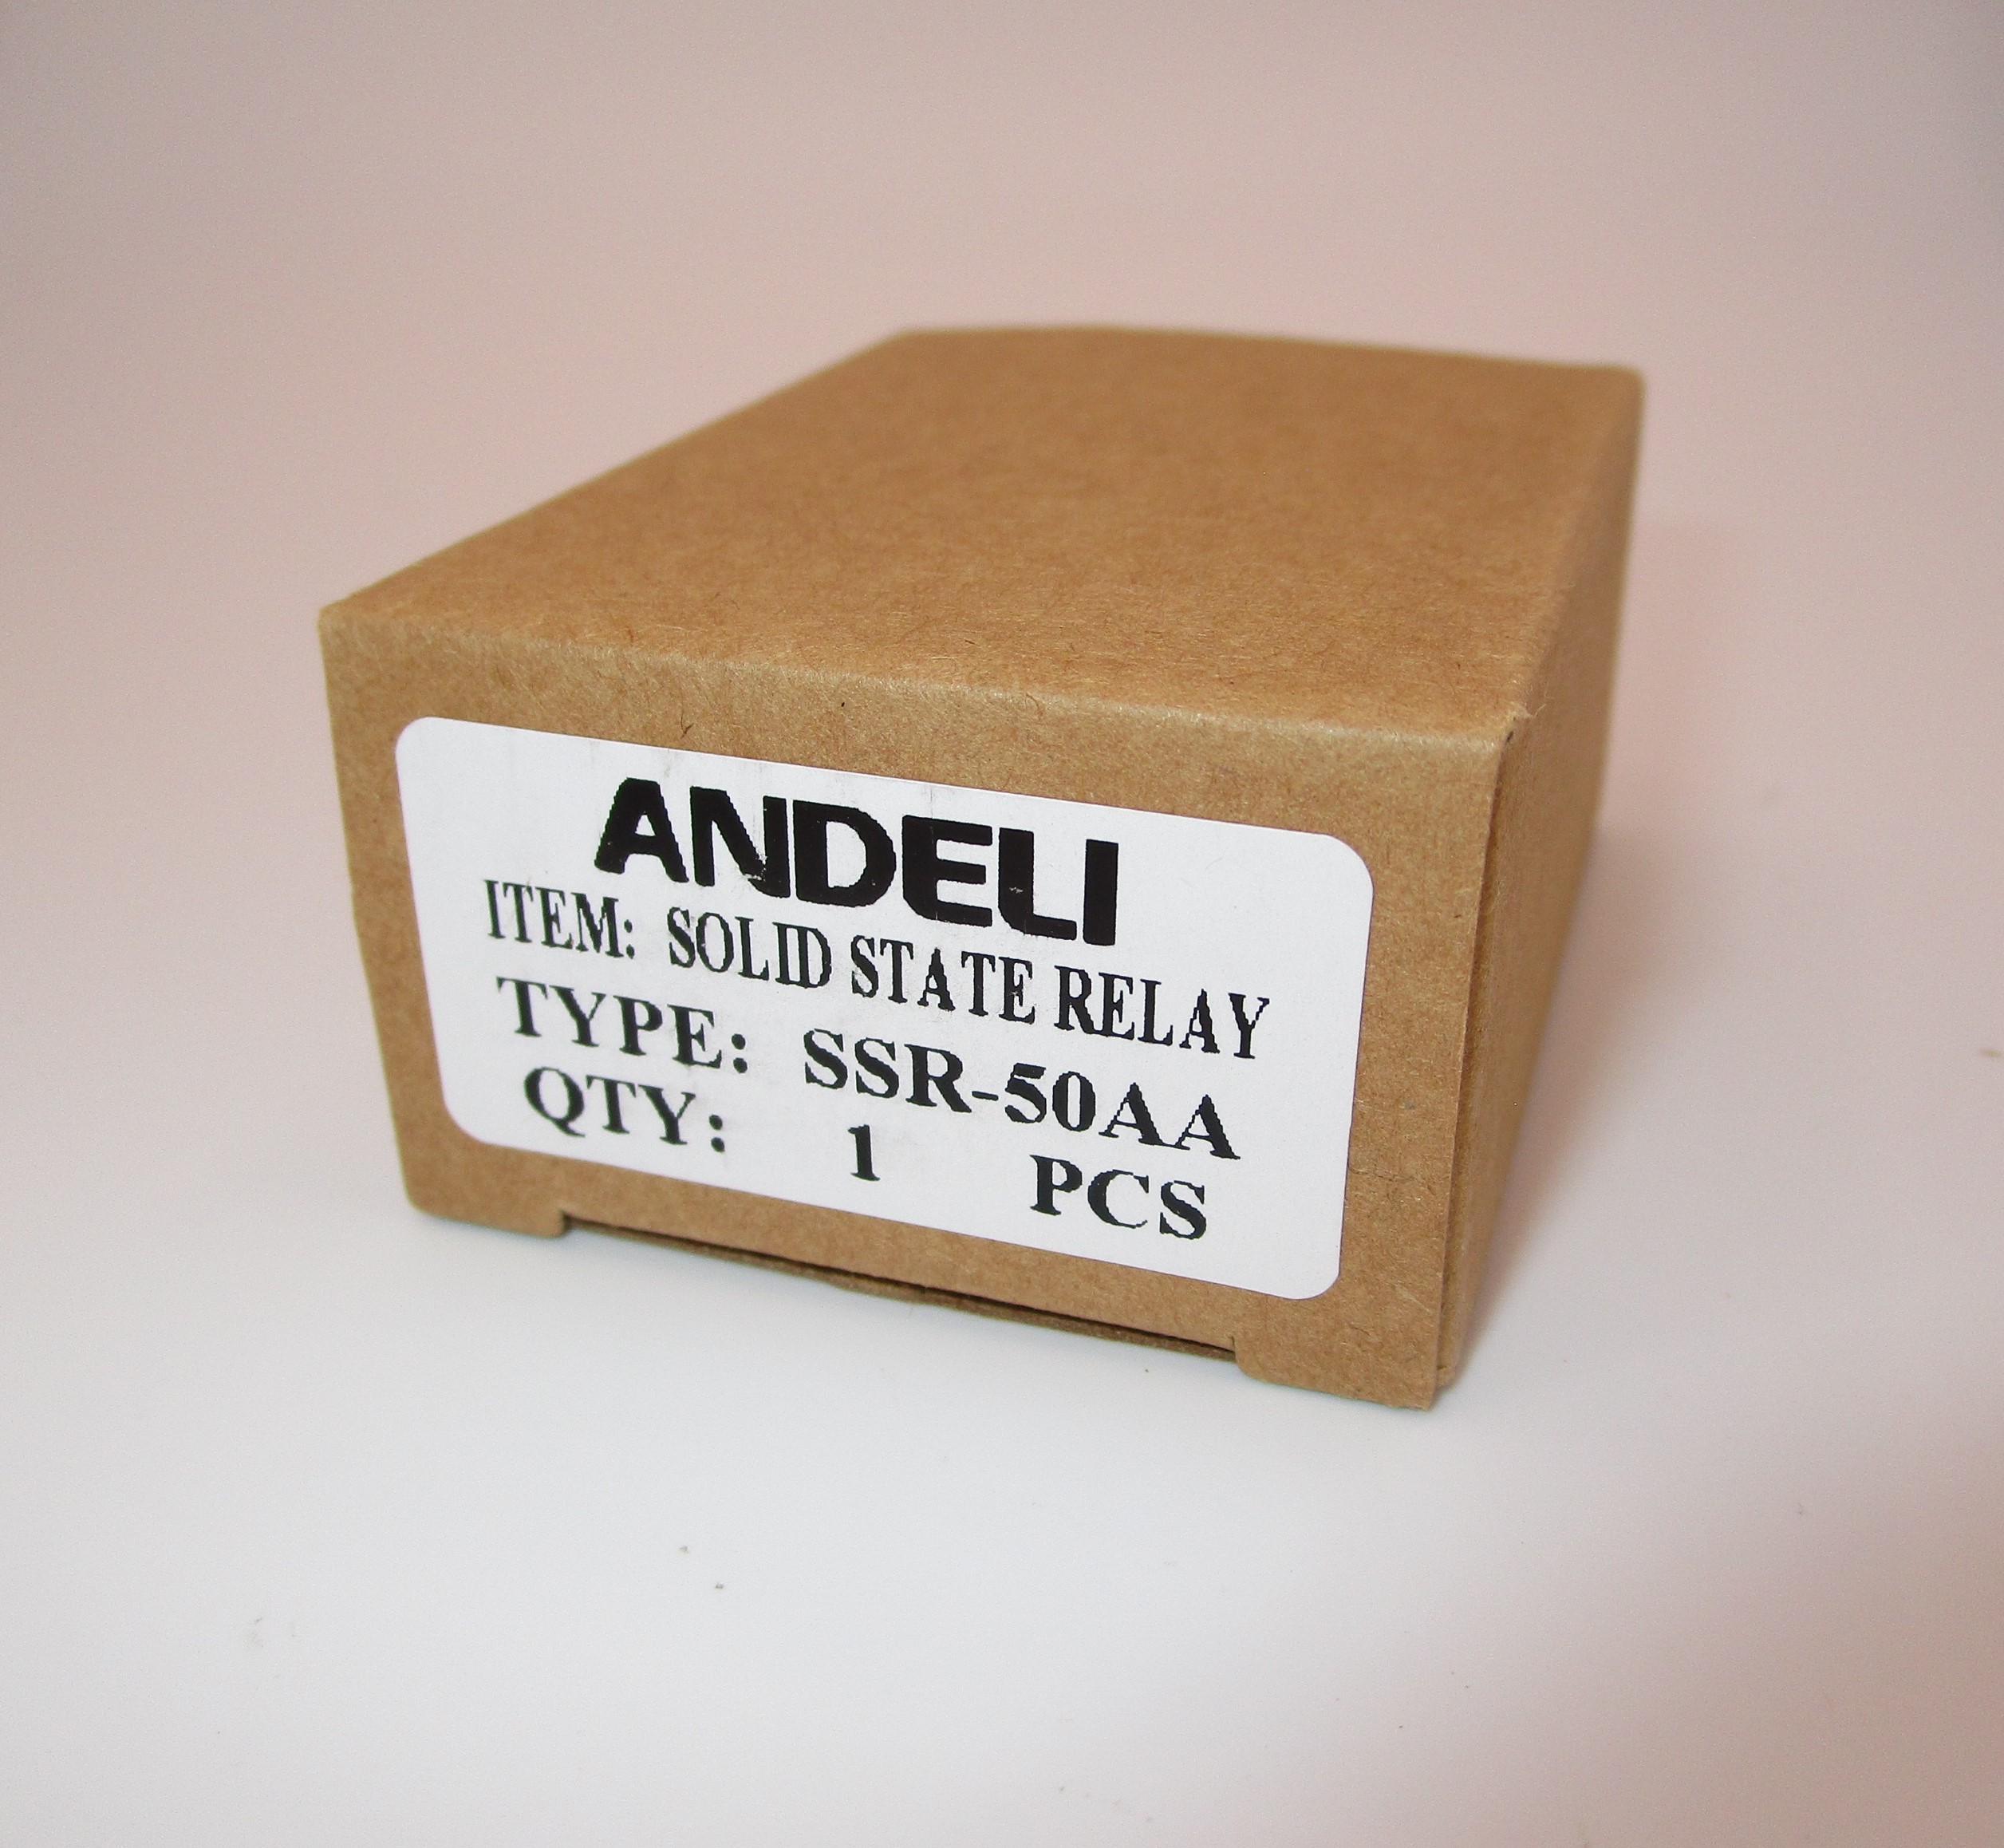 ANDELI
ITEM: SOLID STATE RELAY
TYPE: SSR-50AA
QTY: 1 PCS